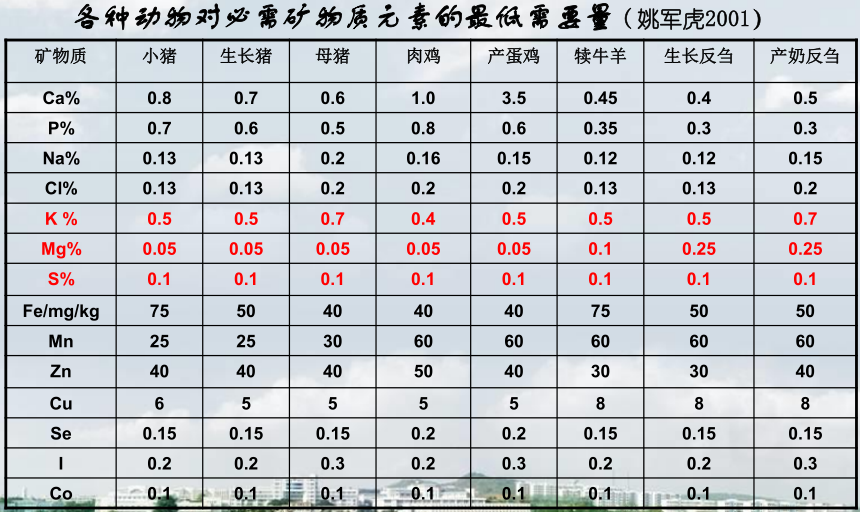 各种动物对必需矿物质元素的最低需要量（姚军虎2001）
矿物质 小猪 生长猪 母猪 肉鸡 产蛋鸡 犊牛羊 生长反刍 产奶反刍
Ca% 0.8 0.7 0.6 1.0 3.5 0.45 0.4 0.5
P% 0.7 0.6 0.5 0.8 0.6 0.35 0.3 0.3
Na% 0.13 0.13 0.2 0.16 0.15 0.12 0.12 0.15
Cl% 0.13 0.13 0.2 0.2 0.2 0.13 0.13 0.2
K % 0.5 0.5 0.7 0.4 0.5 0.5 0.5 0.7
Mg% 0.05 0.05 0.05 0.05 0.05 0.1 0.25 0.25
S% 0.1 0.1 0.1 0.1 0.1 0.1 0.1 0.1
Fe/mg/kg 75 50 40 40 40 75 50 50
Mn 25 25 30 60 60 60 60 60
Zn 40 40 40 50 40 30 30 40
Cu 6 5 5 5 5 8 8 8
Se 0.15 0.15 0.15 0.2 0.2 0.15 0.15 0.15
I 0.2 0.2 0.3 0.2 0.3 0.2 0.2 0.3
Co 0.1 0.1 0.1 0.1 0.1 0.1 0.1 0.1